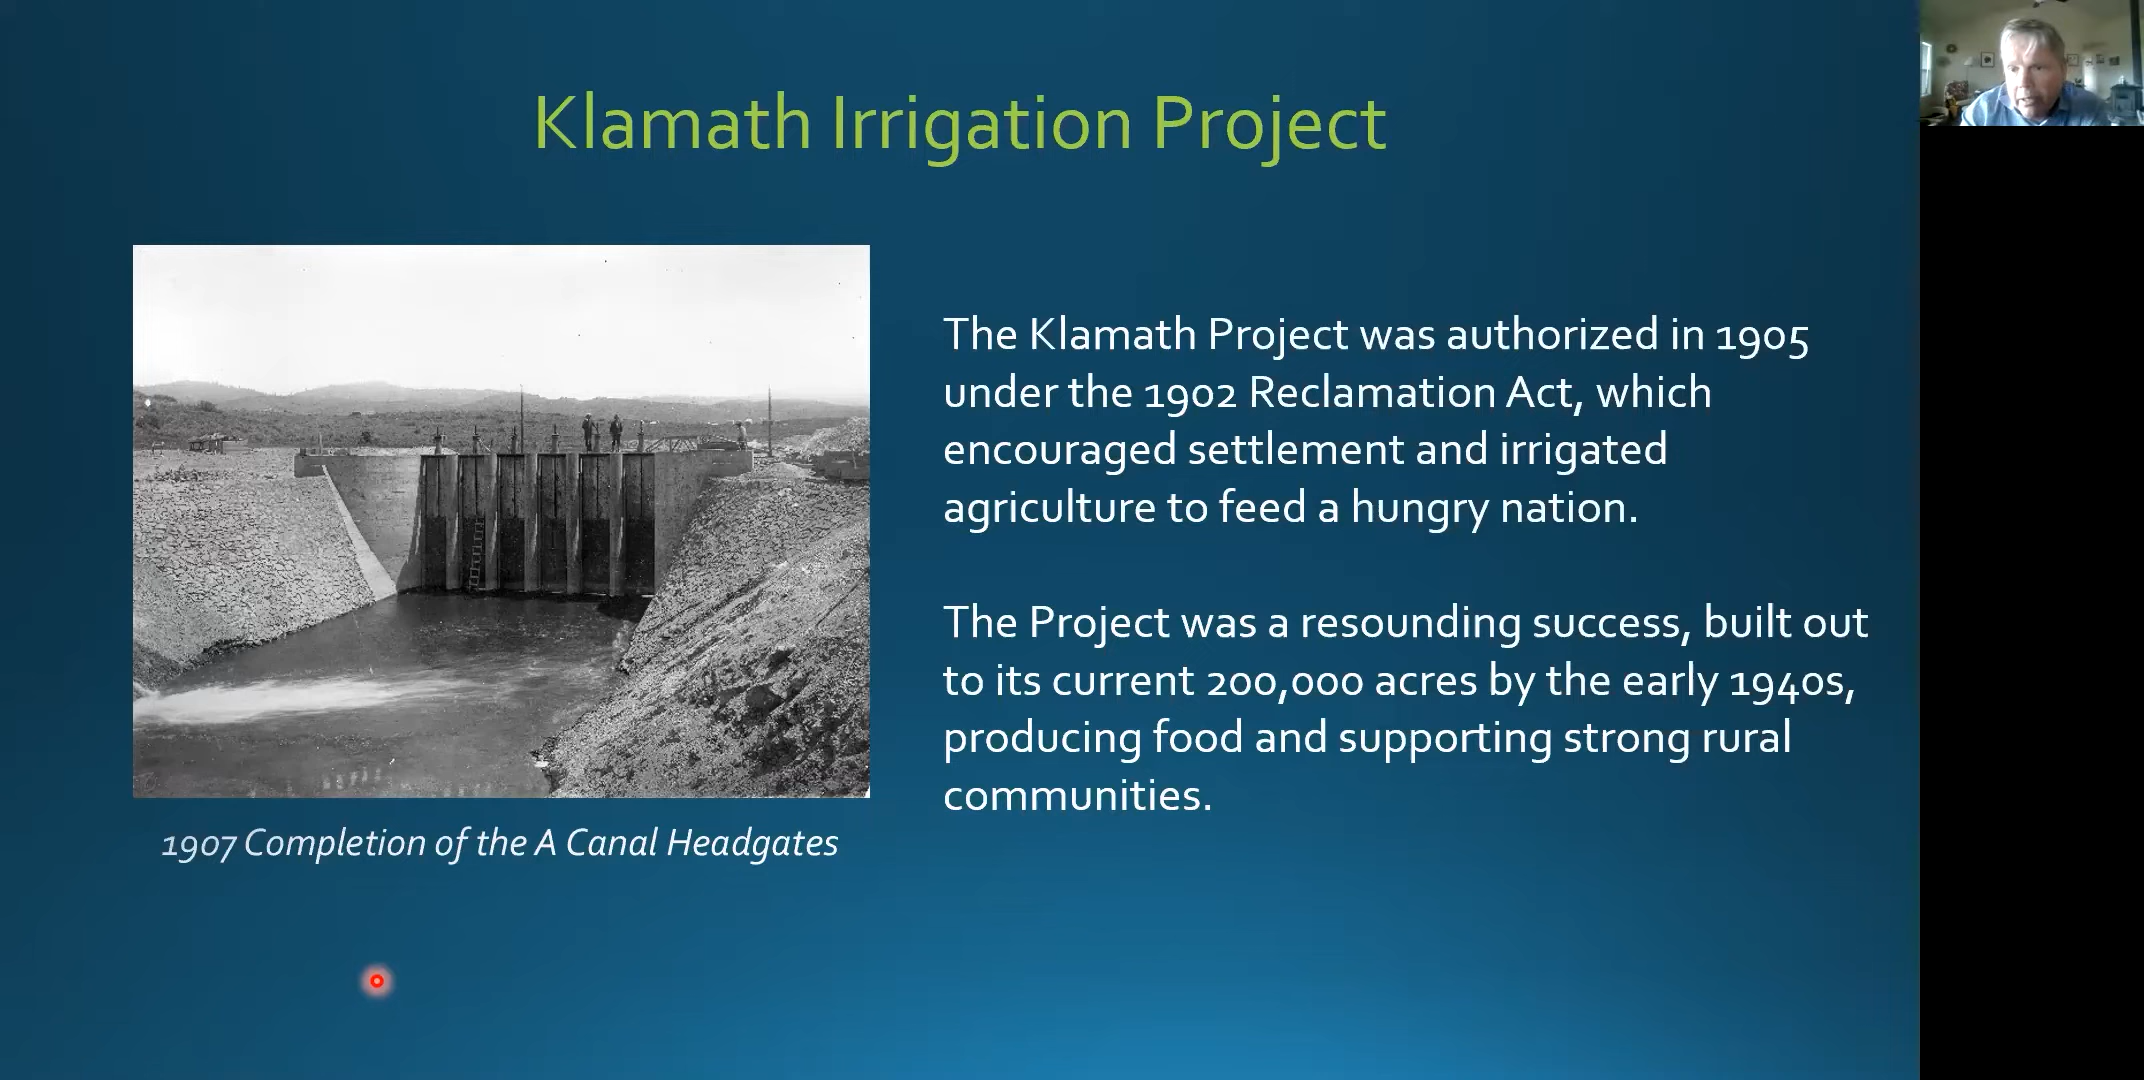 Klamath Irrigation Project
The Klamath Project was authorized in 1905
under the 1902 Reclamation Act, which
encouraged settlement and irrigated
agriculture to feed a hungry nation.
The Project was a resounding success, built out
to its current 200,000 acres by the early 1940s,
producing food and supporting strong rural
communities.
1907 Completion of the A Canal Headgates